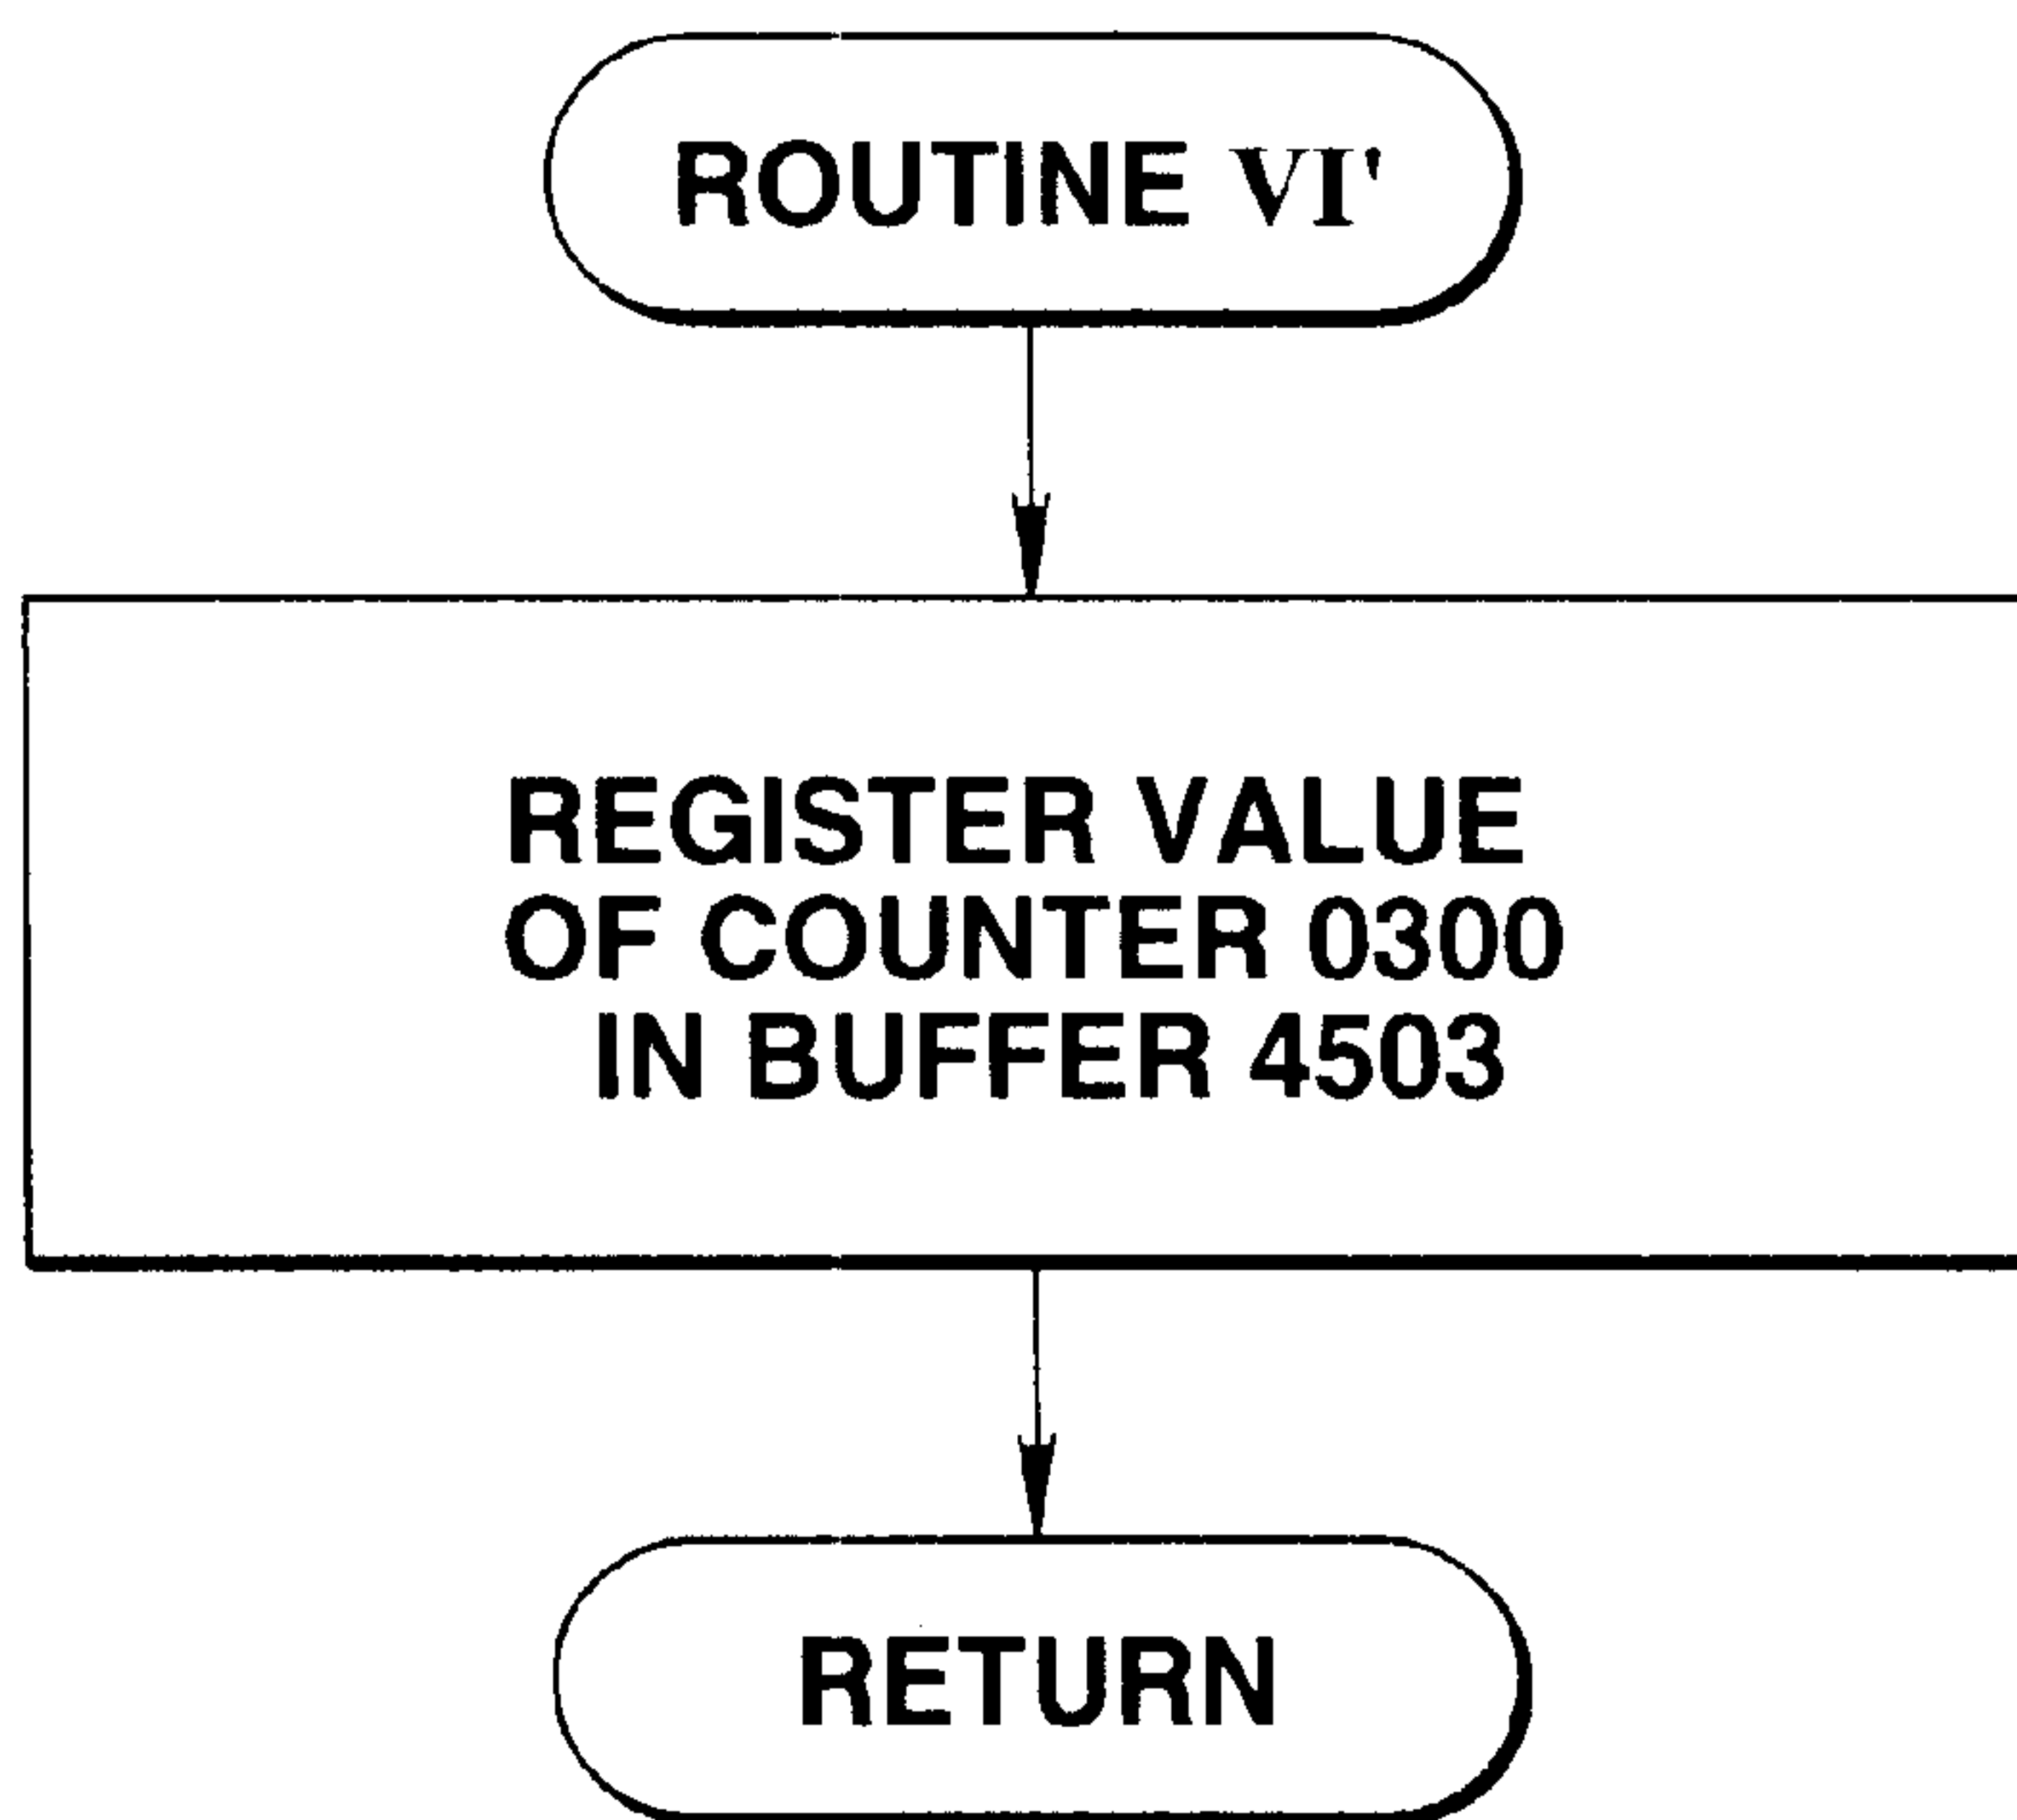 ROUTINE VI'
REGISTER VALUE
OF COUNTER 0300
IN BUFFER 4503
RETURN